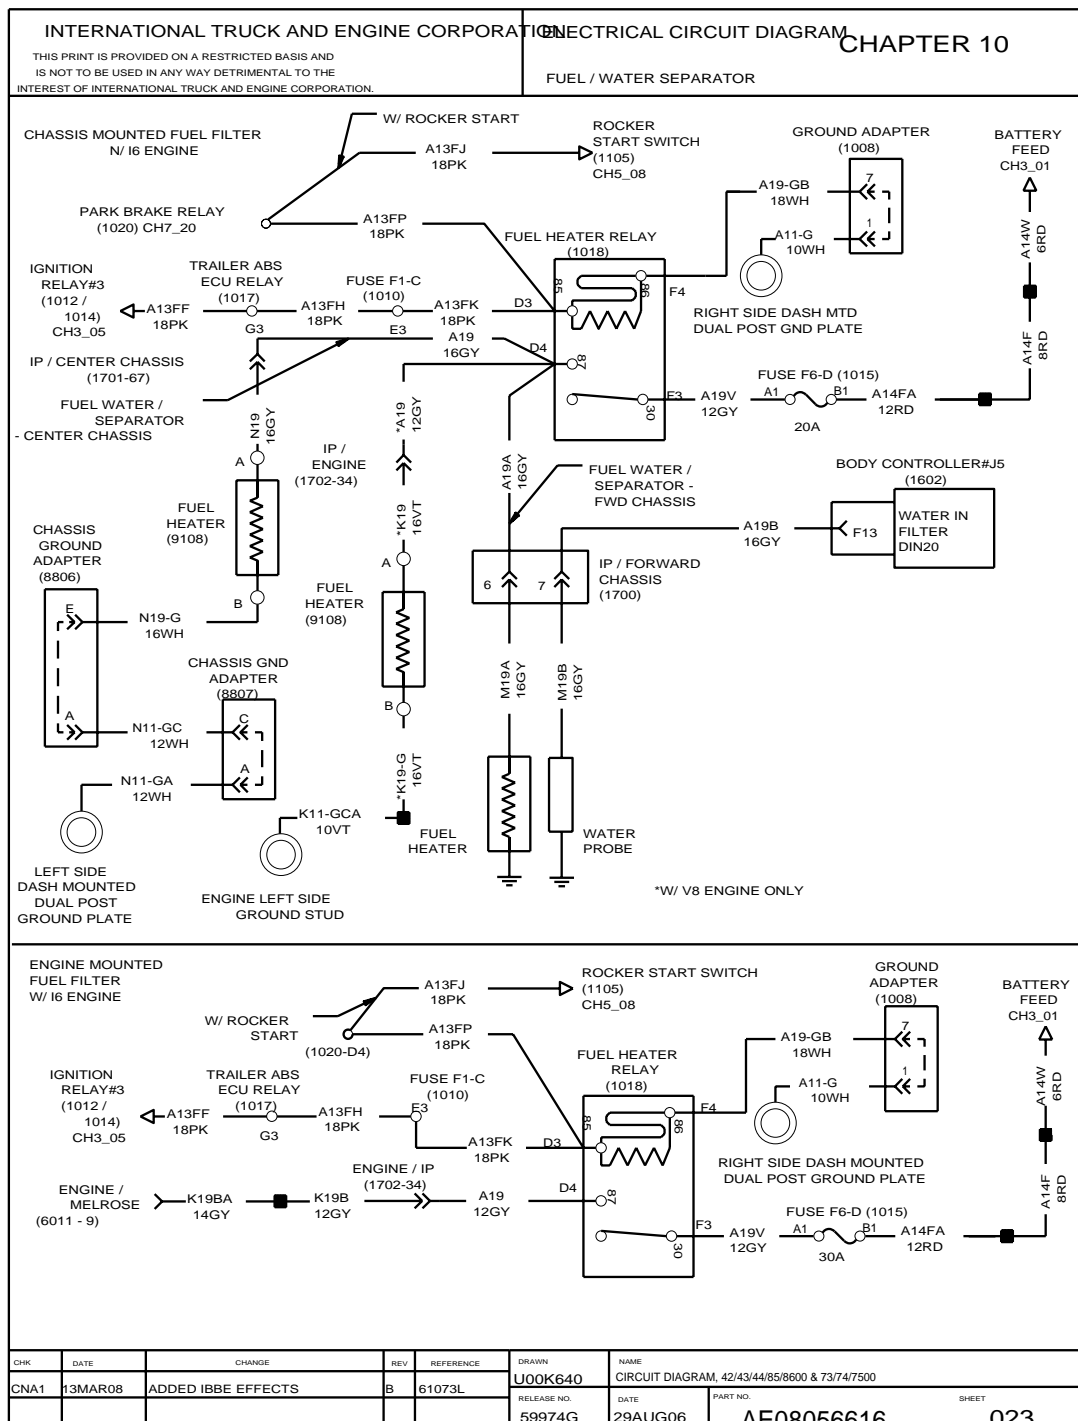 INTERNATIONAL TRUCK AND ENGINE CORPORATION
THIS PRINT IS PROVIDED ON A RESTRICTED BASIS AND
IS NOT TO BE USED IN ANY WAY DETRIMENTAL TO THE
INTEREST OF INTERNATIONAL TRUCK AND ENGINE CORPORATION.
ELECTRICAL CIRCUIT DIAGRAM
CHAPTER 10
FUEL / WATER SEPARATOR
CHASSIS MOUNTED FUEL FILTER
N/ I6 ENGINE
W/ ROCKER START
A13FJ
18PK
ROCKER
START SWITCH
(1105)
CH5_08
GROUND ADAPTER
(1008)
7
1
BATTERY
FEED
CH3_01
A19-GB
18WH
A11-G
10WH
A14W
6RD
A14F
8RD
PARK BRAKE RELAY
(1020) CH7_20
A13FP
18PK
FUEL HEATER RELAY
(1018)
85
86
F4
RIGHT SIDE DASH MTD
DUAL POST GND PLATE
IGNITION
RELAY#3
(1012 /
1014)
CH3_05
A13FF
18PK
TRAILER ABS
ECU RELAY
(1017)
G3
A13FH
18PK
FUSE F1-C
(1010)
E3
A13FK
18PK
D3
A19
16GY
D4
87
30
F3
A19V
12GY
FUSE F6-D (1015)
A1
B1
20A
A14FA
12RD
IP / CENTER CHASSIS
(1701-67)
FUEL WATER /
SEPARATOR
- CENTER CHASSIS
N19
16GY
A
*A19
12GY
IP /
ENGINE
(1702-34)
A19A
16GY
FUEL WATER /
SEPARATOR -
FWD CHASSIS
BODY CONTROLLER#J5
(1602)
A19B
16GY
F13
WATER IN
FILTER
DIN20
FUEL
HEATER
(9108)
*K19
16VT
A
B
CHASSIS
GROUND
ADAPTER
(8806)
E
A
N19-G
16WH
FUEL
HEATER
(9108)
6
7
IP / FORWARD
CHASSIS
(1700)
M19A
16GY
M19B
16GY
CHASSIS GND
ADAPTER
(8807)
C
A
N11-GC
12WH
N11-GA
12WH
B
*K19-G
16VT
K11-GCA
10VT
FUEL
HEATER
WATER
PROBE
LEFT SIDE
DASH MOUNTED
DUAL POST
GROUND PLATE
ENGINE LEFT SIDE
GROUND STUD
*W/ V8 ENGINE ONLY
ENGINE MOUNTED
FUEL FILTER
W/ I6 ENGINE
A13FJ
18PK
ROCKER START SWITCH
(1105)
CH5_08
GROUND
ADAPTER
(1008)
7
1
BATTERY
FEED
CH3_01
W/ ROCKER
START
(1020-D4)
A13FP
18PK
A19-GB
18WH
A11-G
10WH
A14W
6RD
A14F
8RD
IGNITION
RELAY#3
(1012 /
1014)
CH3_05
A13FF
18PK
TRAILER ABS
ECU RELAY
(1017)
G3
A13FH
18PK
FUSE F1-C
(1010)
E3
A13FK
18PK
FUEL HEATER
RELAY
(1018)
D3
85
86
F4
RIGHT SIDE DASH MOUNTED
DUAL POST GROUND PLATE
ENGINE /
MELROSE
(6011 - 9)
K19BA
14GY
K19B
12GY
ENGINE / IP
(1702-34)
A19
12GY
D4
87
30
F3
A19V
12GY
FUSE F6-D (1015)
A1
B1
30A
A14FA
12RD
CHK
DATE
CHANGE
REV
REFERENCE
DRAWN
NAME
CNA1
13MAR08
ADDED IBBE EFFECTS
B
61073L
U00K640
CIRCUIT DIAGRAM, 42/43/44/85/8600 & 73/74/7500
RELEASE NO.
DATE
PART NO.
SHEET
59974G
29AUG06
AE08056616
023